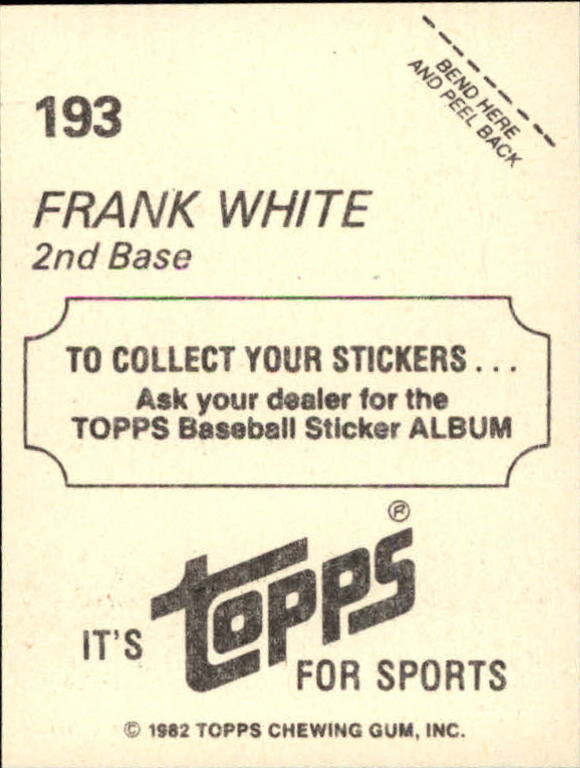 193
BEND HERE
AND PEEL BACK
FRANK WHITE
2nd Base
TO COLLECT YOUR STICKERS...
Ask your dealer for the
TOPPS Baseball Sticker ALBUM
®
IT'S topps
FOR SPORTS
© 1982 TOPPS CHEWING GUM, INC.